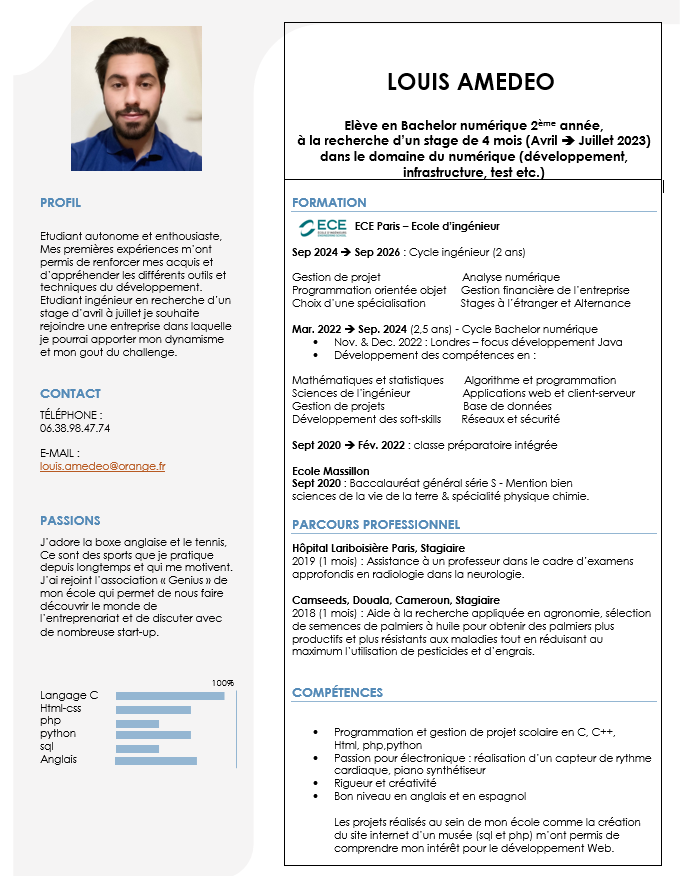 LOUIS AMEDEO
Elève en Bachelor numérique 2ème année,
à la recherche d'un stage de 4 mois (Avril ➔ Juillet 2023)
dans le domaine du numérique (développement,
infrastructure, test etc.)
PROFIL
Etudiant autonome et enthousiaste,
Mes premières expériences m'ont
permis de renforcer mes acquis et
d'appréhender les différents outils et
techniques du développement.
Etudiant ingénieur en recherche d'un
stage d'avril à juillet je souhaite
rejoindre une entreprise dans laquelle
je pourrai apporter mon dynamisme
et mon gout du challenge.
CONTACT
TÉLÉPHONE :
06.38.98.47.74
E-MAIL :
louis.amedeo@orange.fr
PASSIONS
J'adore la boxe anglaise et le tennis,
Ce sont des sports que je pratique
depuis longtemps et qui me motivent.
J'ai rejoint l'association « Genius » de
mon école qui permet de nous faire
découvrir le monde de
l'entreprenariat et de discuter avec
de nombreuse start-up.
100%
Langage C
Html-css
php
python
sql
Anglais
FORMATION
ECE ECE Paris – Ecole d'ingénieur
Sep 2024 ➔ Sep 2026 : Cycle ingénieur (2 ans)
Gestion de projet Analyse numérique
Programmation orientée objet Gestion financière de l'entreprise
Choix d'une spécialisation Stages à l'étranger et Alternance
Mar. 2022 ➔ Sep. 2024 (2,5 ans) - Cycle Bachelor numérique
• Nov. & Dec. 2022 : Londres – focus développement Java
• Développement des compétences en :
Mathématiques et statistiques Algorithme et programmation
Sciences de l'ingénieur Applications web et client-serveur
Gestion de projets Base de données
Développement des soft-skills Réseaux et sécurité
Sept 2020 ➔ Fév. 2022 : classe préparatoire intégrée
Ecole Massillon
Sept 2020 : Baccalauréat général série S - Mention bien
sciences de la vie de la terre & spécialité physique chimie.
PARCOURS PROFESSIONNEL
Hôpital Lariboisière Paris, Stagiaire
2019 (1 mois) : Assistance à un professeur dans le cadre d'examens
approfondis en radiologie dans la neurologie.
Camseeds, Douala, Cameroun, Stagiaire
2018 (1 mois) : Aide à la recherche appliquée en agronomie, sélection
de semences de palmiers à huile pour obtenir des palmiers plus
productifs et plus résistants aux maladies tout en réduisant au
maximum l'utilisation de pesticides et d'engrais.
COMPÉTENCES
• Programmation et gestion de projet scolaire en C, C++,
Html, php,python
• Passion pour électronique : réalisation d'un capteur de rythme
cardiaque, piano synthétiseur
• Rigueur et créativité
• Bon niveau en anglais et en espagnol
Les projets réalisés au sein de mon école comme la création
du site internet d'un musée (sql et php) m'ont permis de
comprendre mon intérêt pour le développement Web.